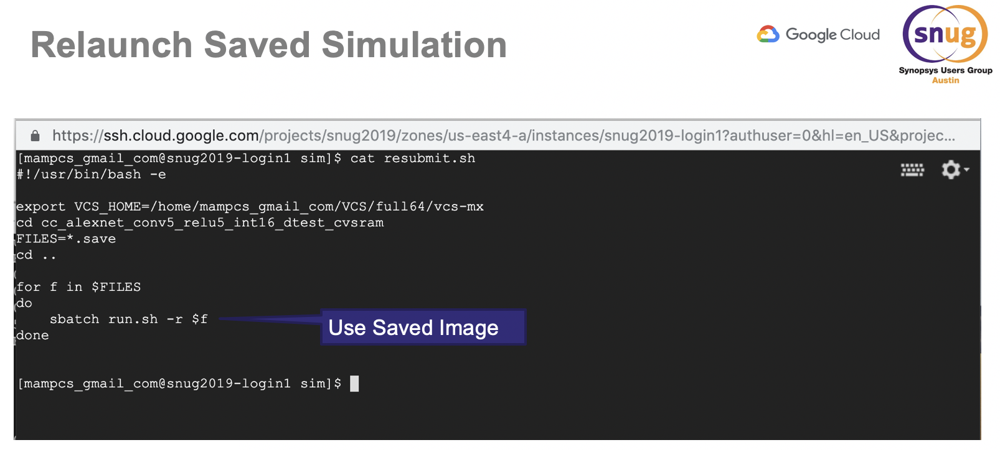 Relaunch Saved Simulation
Google Cloud
snug
Synopsys Users Group
Austin
https://ssh.cloud.google.com/projects/snug2019/zones/us-east4-a/instances/snug2019-login1?authuser=0&hl=en_US&projec...
[mampcs_gmail_com@snug2019-login1 sim]$ cat resubmit.sh
#!/usr/bin/bash -e
export VCS_HOME=/home/mampcs_gmail_com/VCS/full64/vcs-mx
cd cc_alexnet_conv5_relu5_int16_dtest_cvsram
FILES=*.save
cd ..
for f in $FILES
do
sbatch run.sh -r $f
Use Saved Image
done
[mampcs_gmail_com@snug2019-login1 sim]$